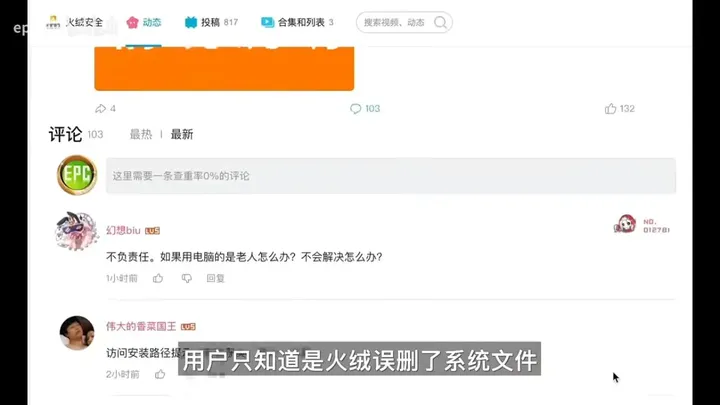 火绒安全
动态
投稿 817
合集和列表 3
搜索视频、动态
4
103
132
评论 103
最热 | 最新
EPC
这里需要一条查重率0%的评论
幻想biu LV5
NO.
012781
不负责任。如果用电脑的是老人怎么办?不会解决怎么办?
1小时前
回复
伟大的香菜国王 LV5
访问安装路径提
用户只知道是火绒误删了系统文件
2小时前